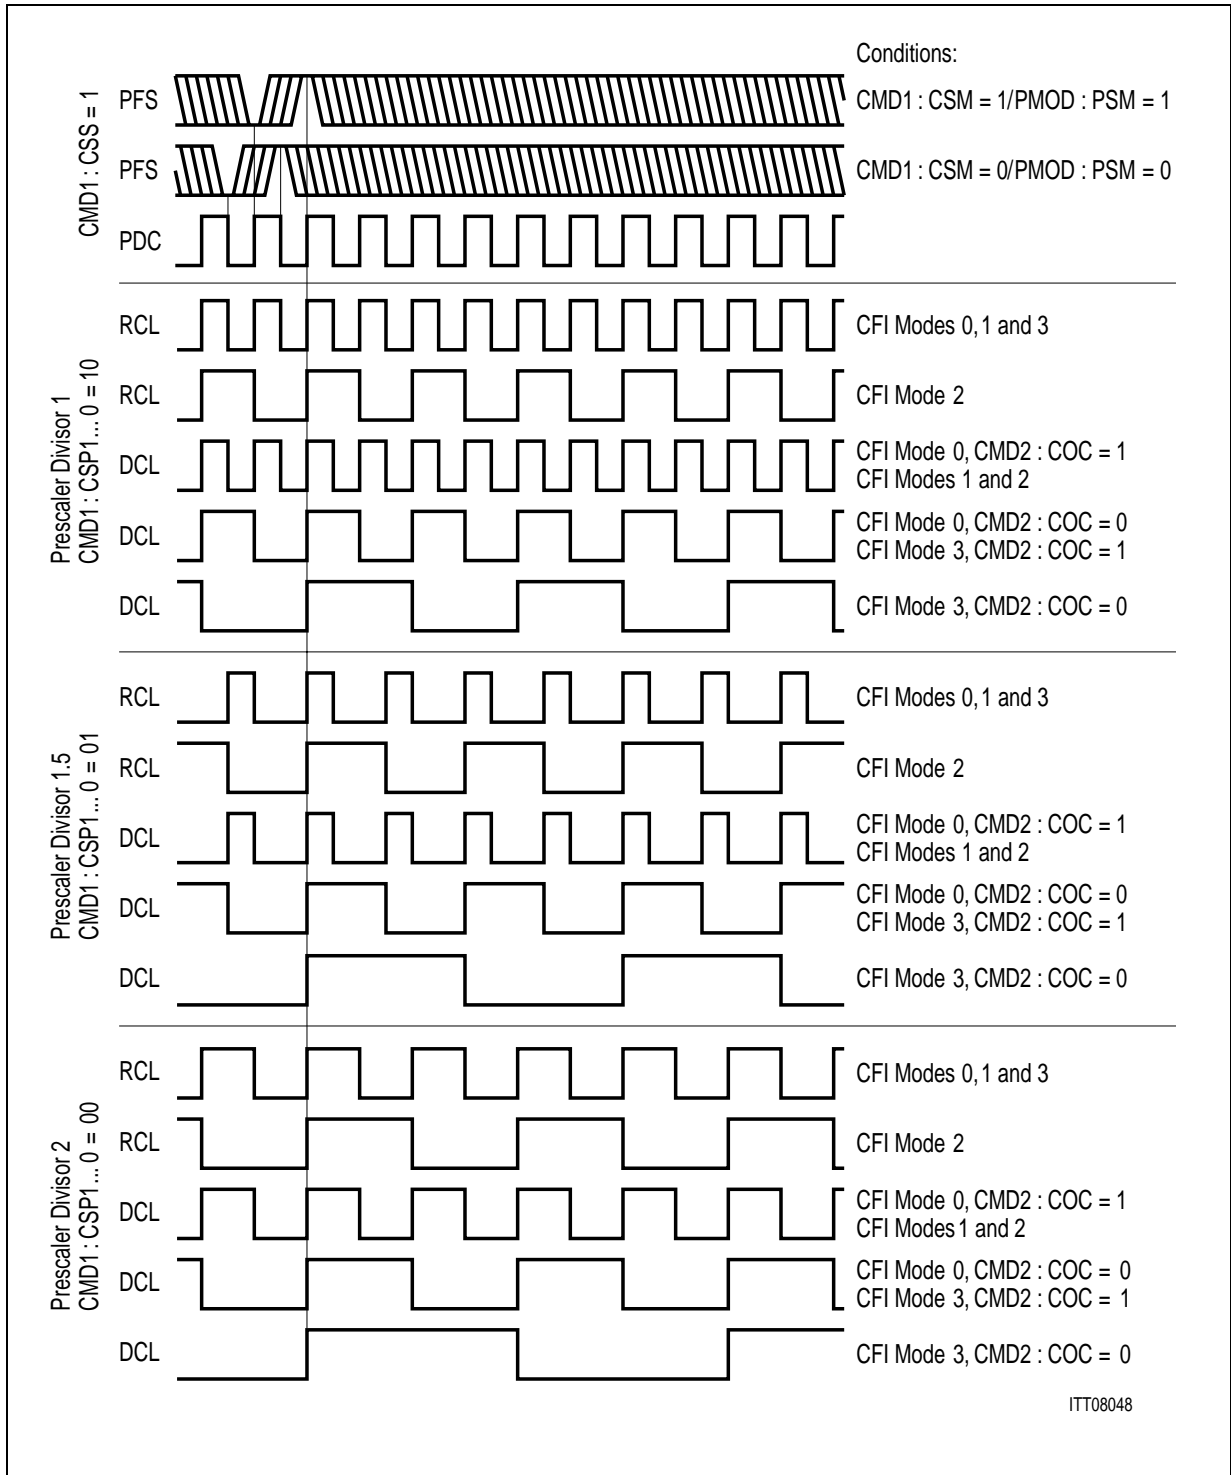 Conditions:
CMD1 : CSS = 1
PFS
CMD1 : CSM = 1/PMOD : PSM = 1
PFS
CMD1 : CSM = 0/PMOD : PSM = 0
PDC
Prescaler Divisor 1
CMD1 : CSP1 ... 0 = 10
RCL
CFI Modes 0, 1 and 3
RCL
CFI Mode 2
DCL
CFI Mode 0, CMD2 : COC = 1
CFI Modes 1 and 2
DCL
CFI Mode 0, CMD2 : COC = 0
CFI Mode 3, CMD2 : COC = 1
DCL
CFI Mode 3, CMD2 : COC = 0
Prescaler Divisor 1.5
CMD1 : CSP1 ... 0 = 01
RCL
CFI Modes 0, 1 and 3
RCL
CFI Mode 2
DCL
CFI Mode 0, CMD2 : COC = 1
CFI Modes 1 and 2
DCL
CFI Mode 0, CMD2 : COC = 0
CFI Mode 3, CMD2 : COC = 1
DCL
CFI Mode 3, CMD2 : COC = 0
Prescaler Divisor 2
CMD1 : CSP1 ... 0 = 00
RCL
CFI Modes 0, 1 and 3
RCL
CFI Mode 2
DCL
CFI Mode 0, CMD2 : COC = 1
CFI Modes 1 and 2
DCL
CFI Mode 0, CMD2 : COC = 0
CFI Mode 3, CMD2 : COC = 1
DCL
CFI Mode 3, CMD2 : COC = 0
ITT08048